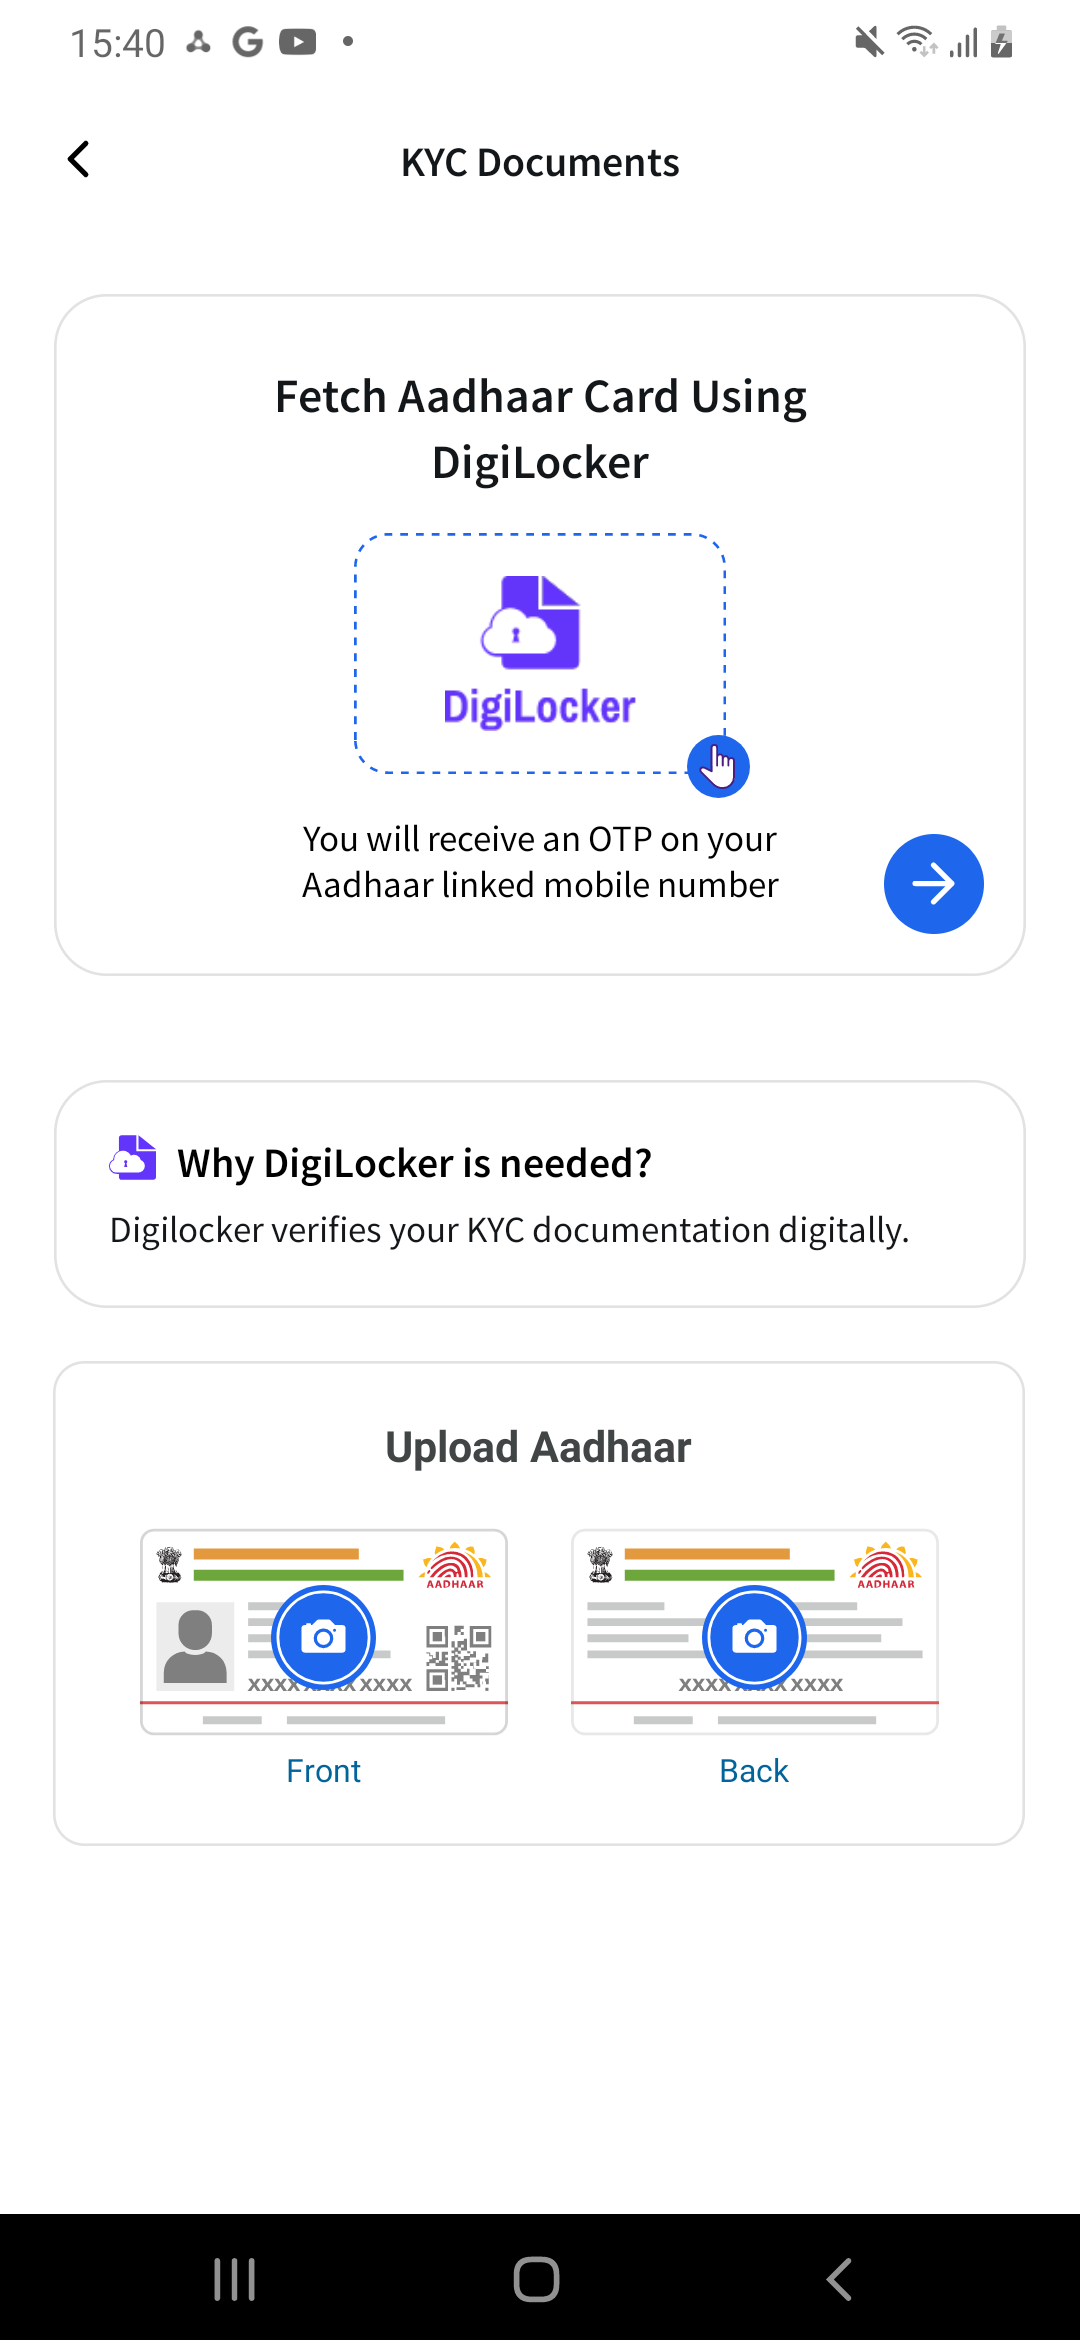 15:40
KYC Documents
Fetch Aadhaar Card Using
DigiLocker
DigiLocker
You will receive an OTP on your
Aadhaar linked mobile number
Why DigiLocker is needed?
Digilocker verifies your KYC documentation digitally.
Upload Aadhaar
AADHAAR
AADHAAR
XXXX XXXX XXXX
XXXX XXXX XXXX
Front
Back